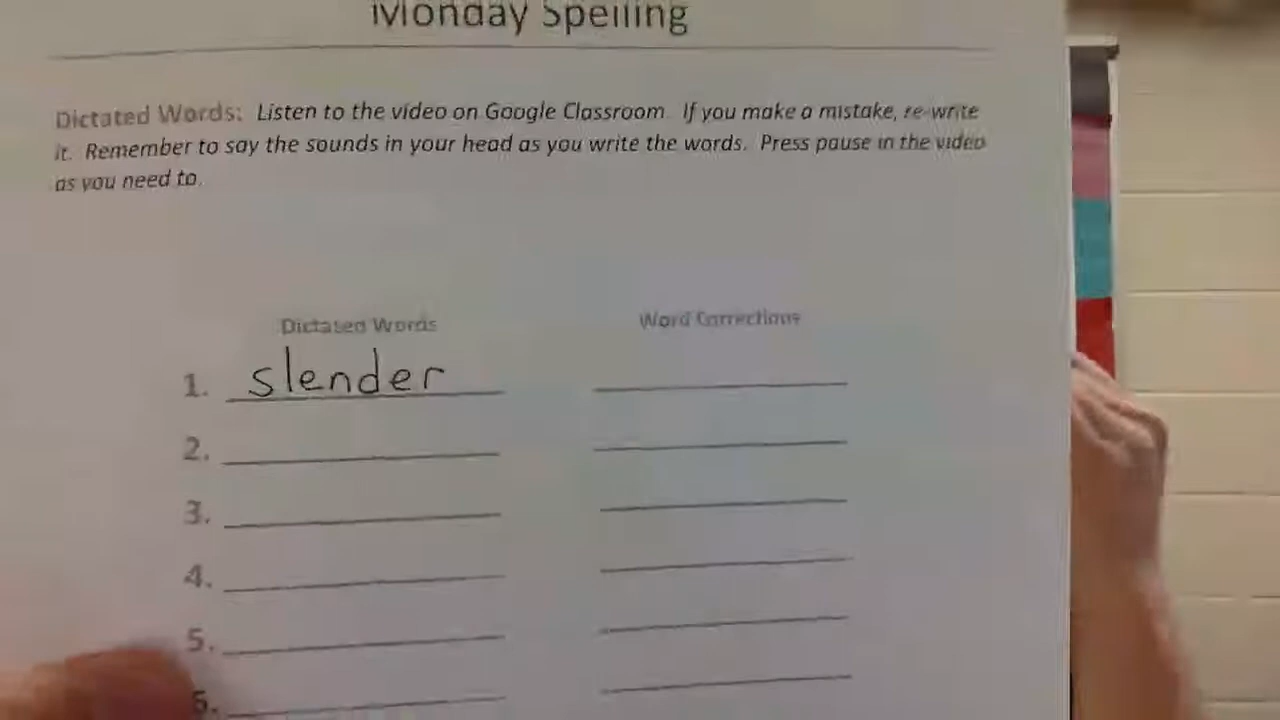 Monday Spelling
Dictated Words: Listen to the video on Google Classroom. If you make a mistake, re-write
it. Remember to say the sounds in your head as you write the words. Press pause in the video
as you need to.
Dictated Words Word Corrections
1. slender
2.
3.
4.
5.
6.